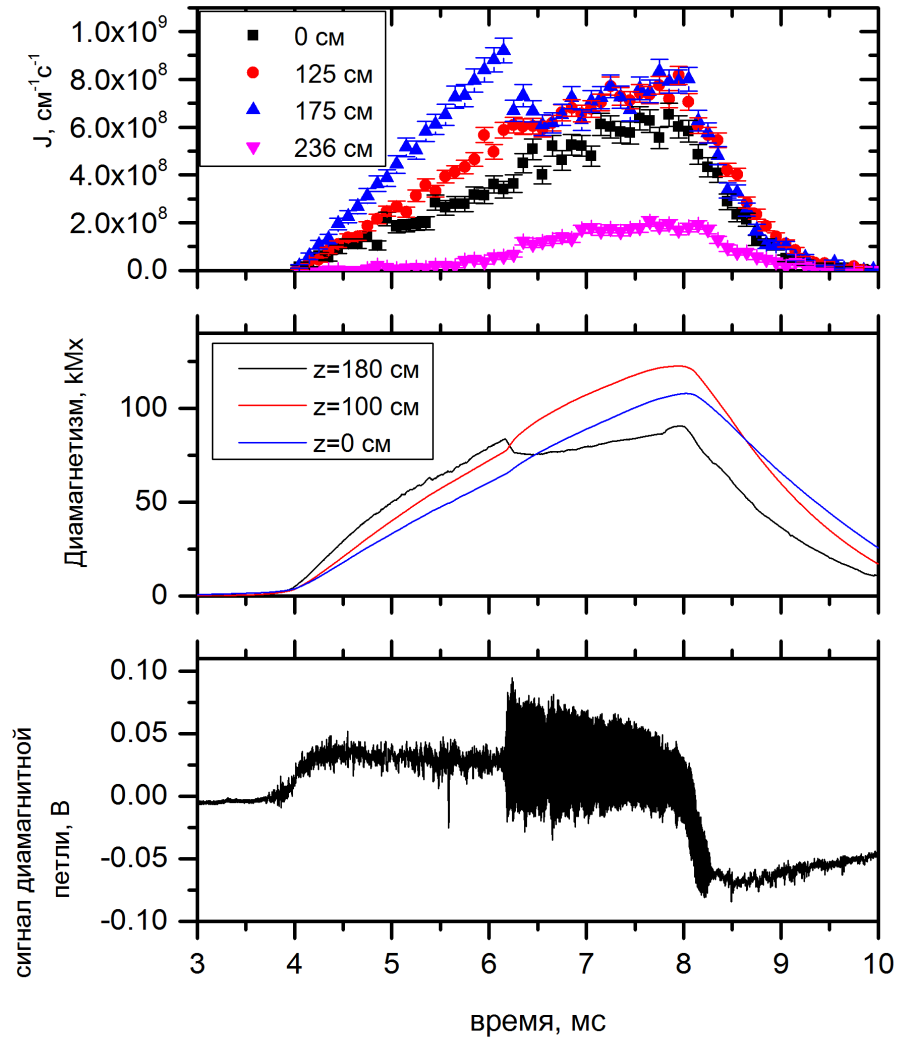 J, см⁻¹с⁻¹
1.0x10⁹
8.0x10⁸
6.0x10⁸
4.0x10⁸
2.0x10⁸
0.0
0 см
125 см
175 см
236 см
Диамагнетизм, kMx
100
50
0
z=180 см
z=100 см
z=0 см
сигнал диамагнитной
петли, В
0.10
0.05
0.00
-0.05
-0.10
3 4 5 6 7 8 9 10
время, мс